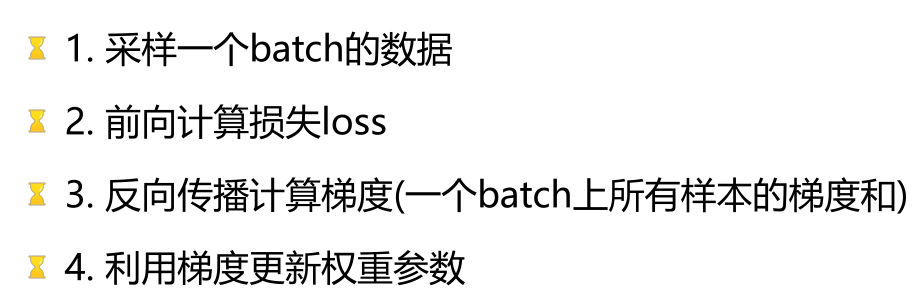 1. 采样一个batch的数据
2. 前向计算损失loss
3. 反向传播计算梯度(一个batch上所有样本的梯度和)
4. 利用梯度更新权重参数